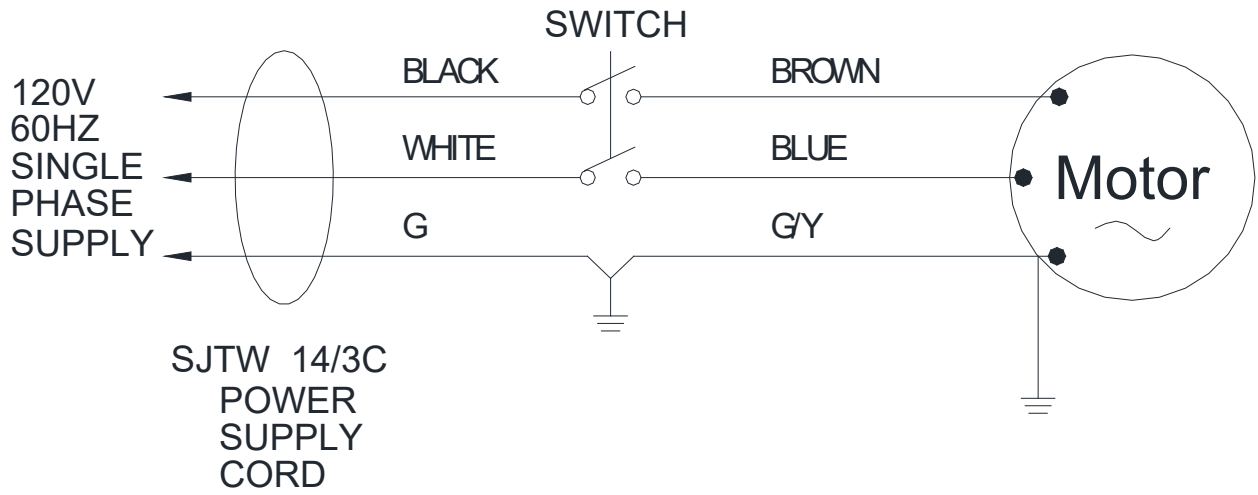 SWITCH
BLACK
BROWN
120V
60HZ
SINGLE
PHASE
SUPPLY
WHITE
BLUE
Motor
G
G/Y
SJTW 14/3C
POWER
SUPPLY
CORD